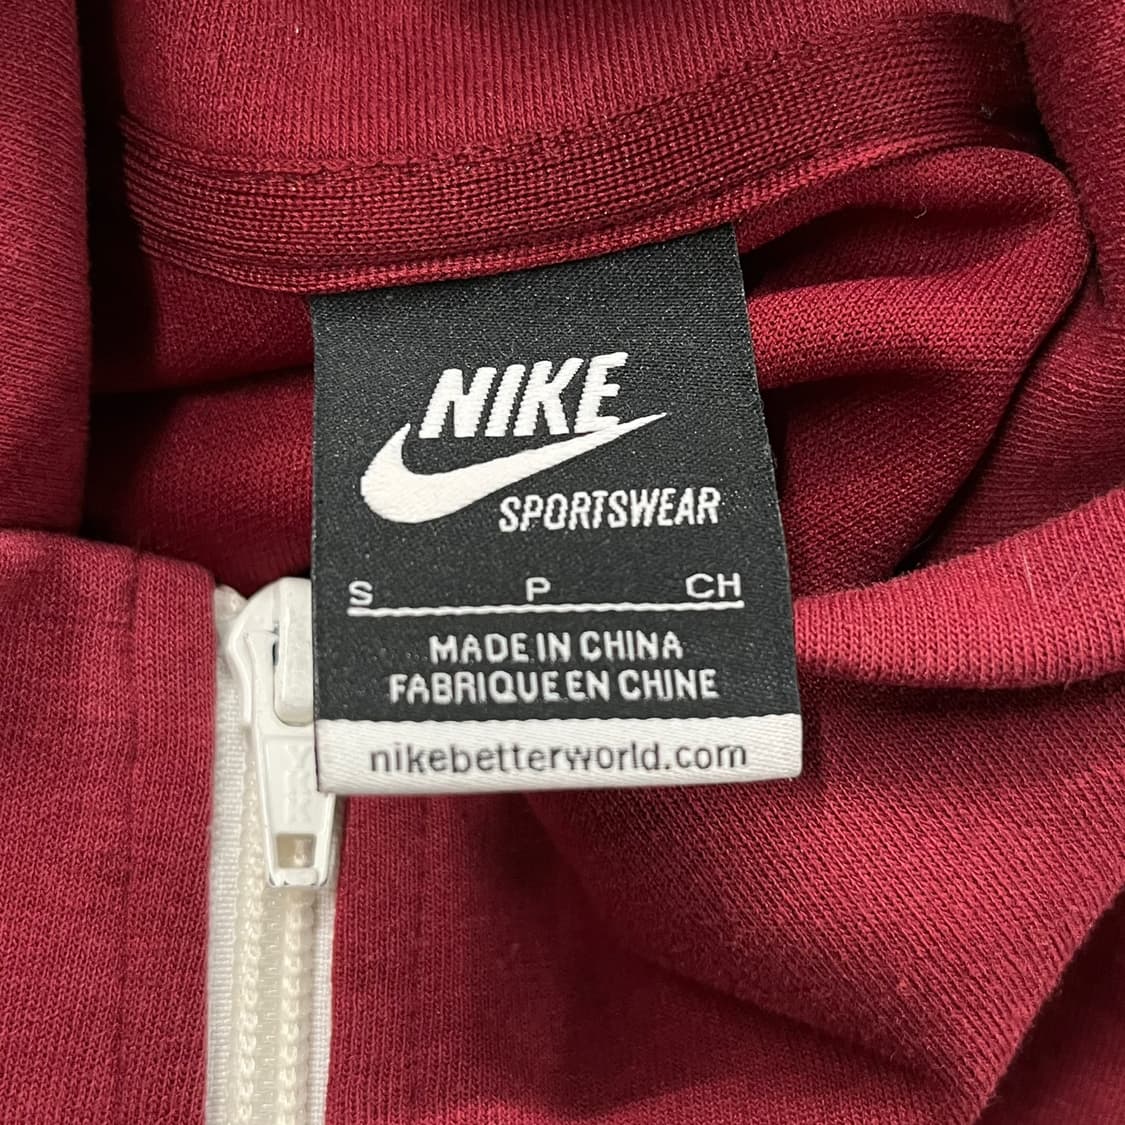 NIKE
SPORTSWEAR
S P CH
MADE IN CHINA
FABRIQUE EN CHINE
nikebetterworld.com